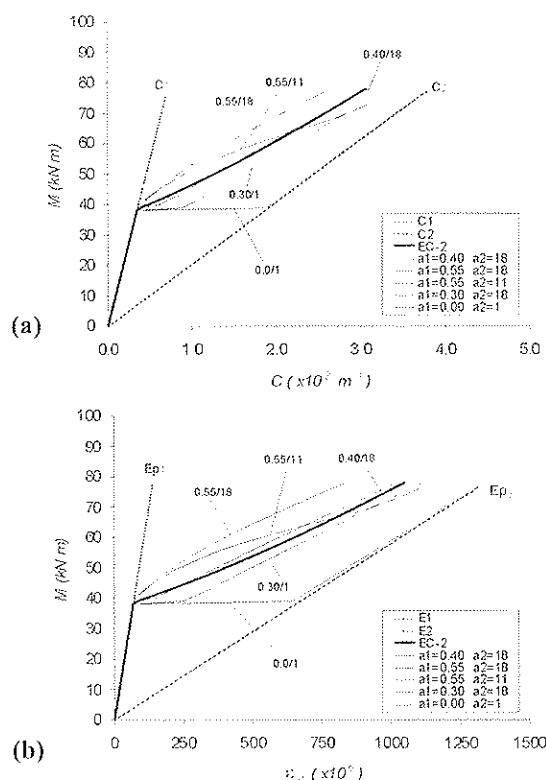 (a)
M (kN m)
100
90
80
70
60
50
40
30
20
10
0
0.0
1.0
2.0
3.0
4.0
5.0
0.55/18
0.55/11
0.40/18
0.30/1
0.0/1
C1
C2
EC-2
a1=0.40 a2=18
a1=0.55 a2=18
a1=0.55 a2=11
a1=0.30 a2=18
a1=0.00 a2=1
(b)
M (kN m)
100
90
80
70
60
50
40
30
20
10
0
0
250
500
750
1000
1250
1500
0.55/18
0.55/11
0.40/18
0.30/1
0.0/1
E1
E2
EC-2
a1=0.40 a2=18
a1=0.55 a2=18
a1=0.55 a2=11
a1=0.30 a2=18
a1=0.00 a2=1